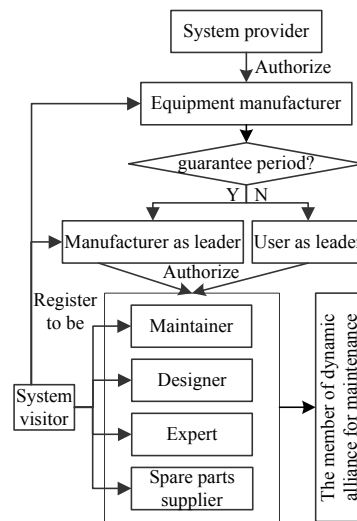 System provider
Authorize
Equipment manufacturer
guarantee period?
Y N
Manufacturer as leader
User as leader
Authorize
Register
to be
Maintainer
Designer
System
visitor
Expert
Spare parts
supplier
The member of dynamic
alliance for maintenance